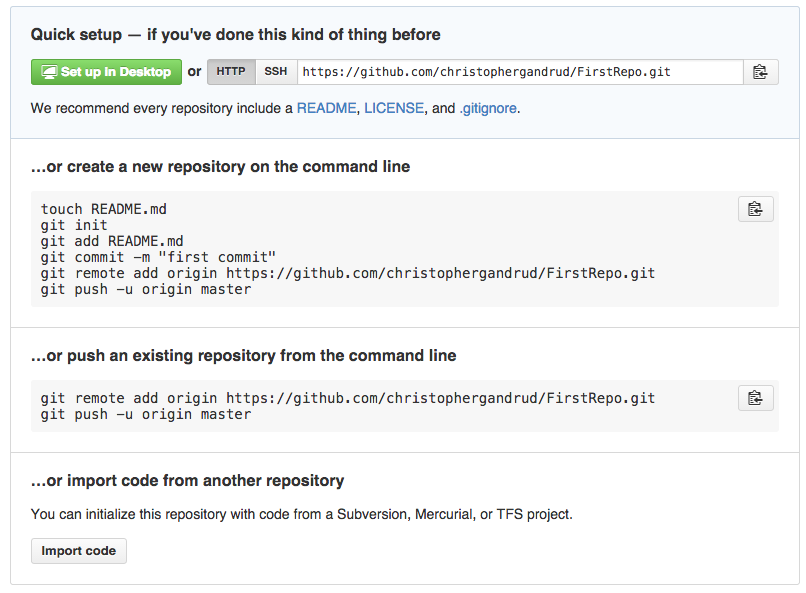 Quick setup — if you've done this kind of thing before
Set up in Desktop or HTTP SSH https://github.com/christophergandrud/FirstRepo.git
We recommend every repository include a README, LICENSE, and .gitignore.
…or create a new repository on the command line
touch README.md
git init
git add README.md
git commit -m "first commit"
git remote add origin https://github.com/christophergandrud/FirstRepo.git
git push -u origin master
…or push an existing repository from the command line
git remote add origin https://github.com/christophergandrud/FirstRepo.git
git push -u origin master
…or import code from another repository
You can initialize this repository with code from a Subversion, Mercurial, or TFS project.
Import code